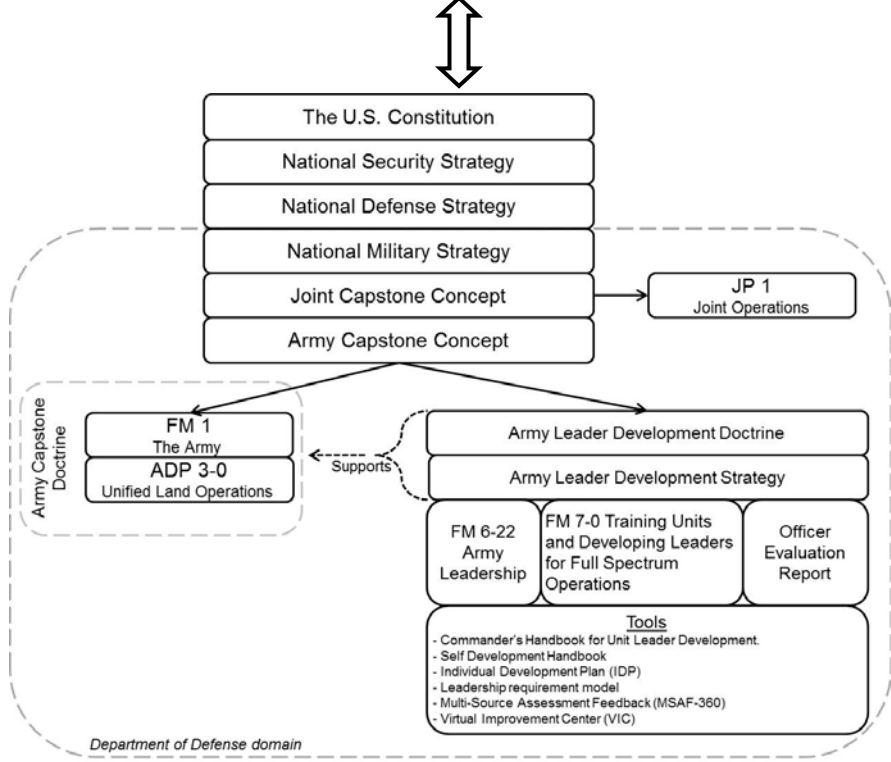 The U.S. Constitution
National Security Strategy
National Defense Strategy
National Military Strategy
Joint Capstone Concept
JP 1
Joint Operations
Army Capstone Concept
Army Capstone
Doctrine
FM 1
The Army
ADP 3-0
Unified Land Operations
Supports
Army Leader Development Doctrine
Army Leader Development Strategy
FM 6-22
Army
Leadership
FM 7-0 Training Units
and Developing Leaders
for Full Spectrum
Operations
Officer
Evaluation
Report
Tools
- Commander's Handbook for Unit Leader Development.
- Self Development Handbook
- Individual Development Plan (IDP)
- Leadership requirement model
- Multi-Source Assessment Feedback (MSAF-360)
- Virtual Improvement Center (VIC)
Department of Defense domain